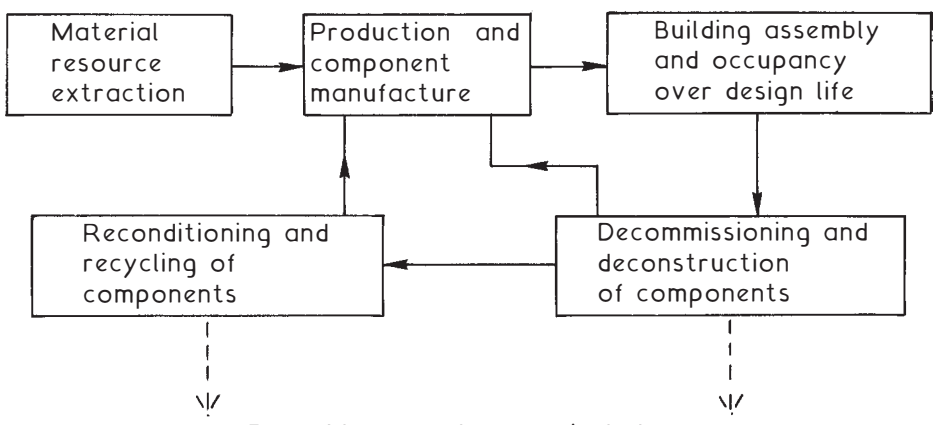 Material
resource
extraction
Production and
component
manufacture
Building assembly
and occupancy
over design life
Reconditioning and
recycling of
components
Decommissioning and
deconstruction
of components